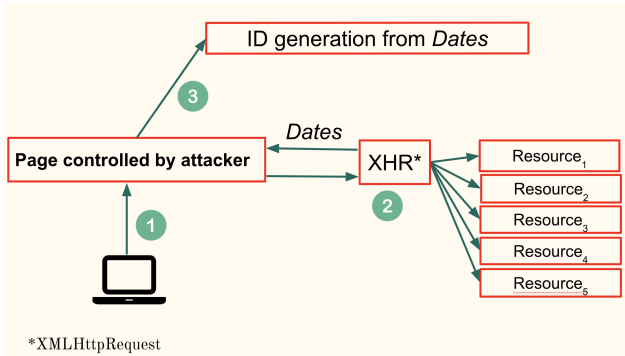 ID generation from Dates
3
Dates
Page controlled by attacker
XHR*
Resource1
2
Resource2
1
Resource3
Resource4
Resource5
*XMLHttpRequest